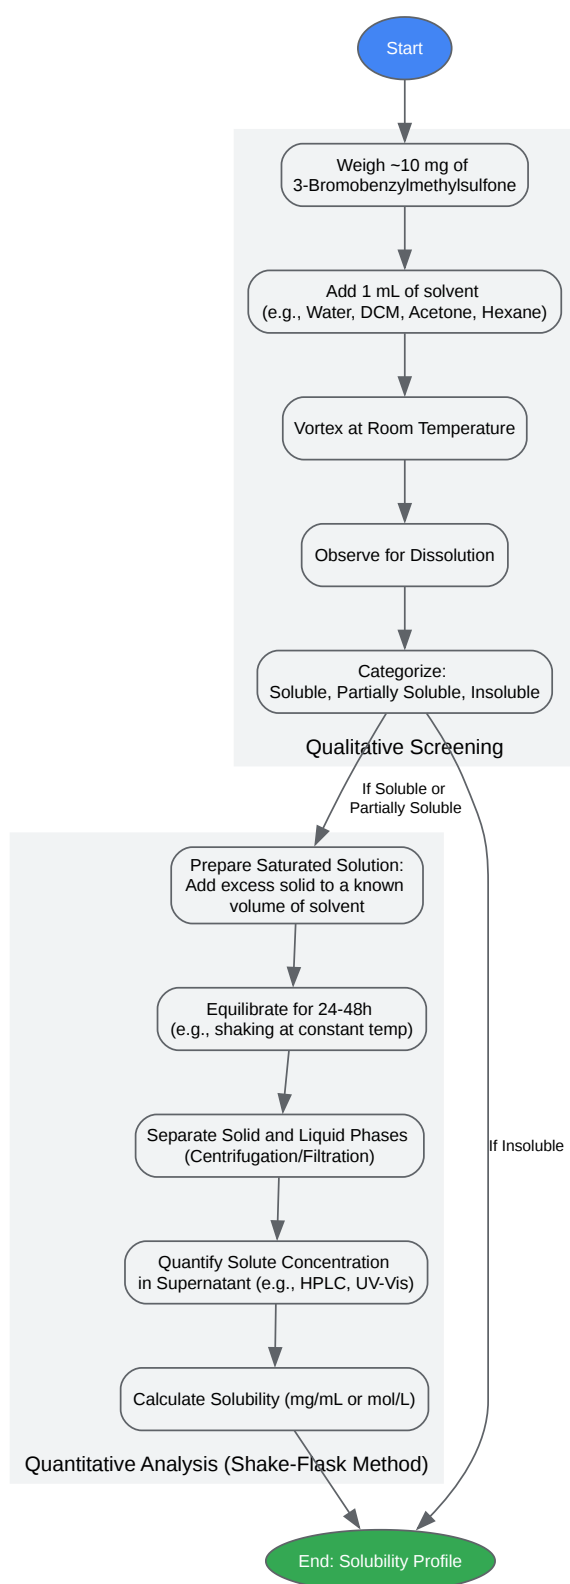 Start
Weigh ~10 mg of
3-Bromobenzylmethylsulfone
Add 1 mL of solvent
(e.g., Water, DCM, Acetone, Hexane)
Vortex at Room Temperature
Observe for Dissolution
Categorize:
Soluble, Partially Soluble, Insoluble
Qualitative Screening
If Soluble or
Partially Soluble
Prepare Saturated Solution:
Add excess solid to a known
volume of solvent
Equilibrate for 24-48h
(e.g., shaking at constant temp)
Separate Solid and Liquid Phases
(Centrifugation/Filtration)
If Insoluble
Quantify Solute Concentration
in Supernatant (e.g., HPLC, UV-Vis)
Calculate Solubility (mg/mL or mol/L)
Quantitative Analysis (Shake-Flask Method)
End: Solubility Profile